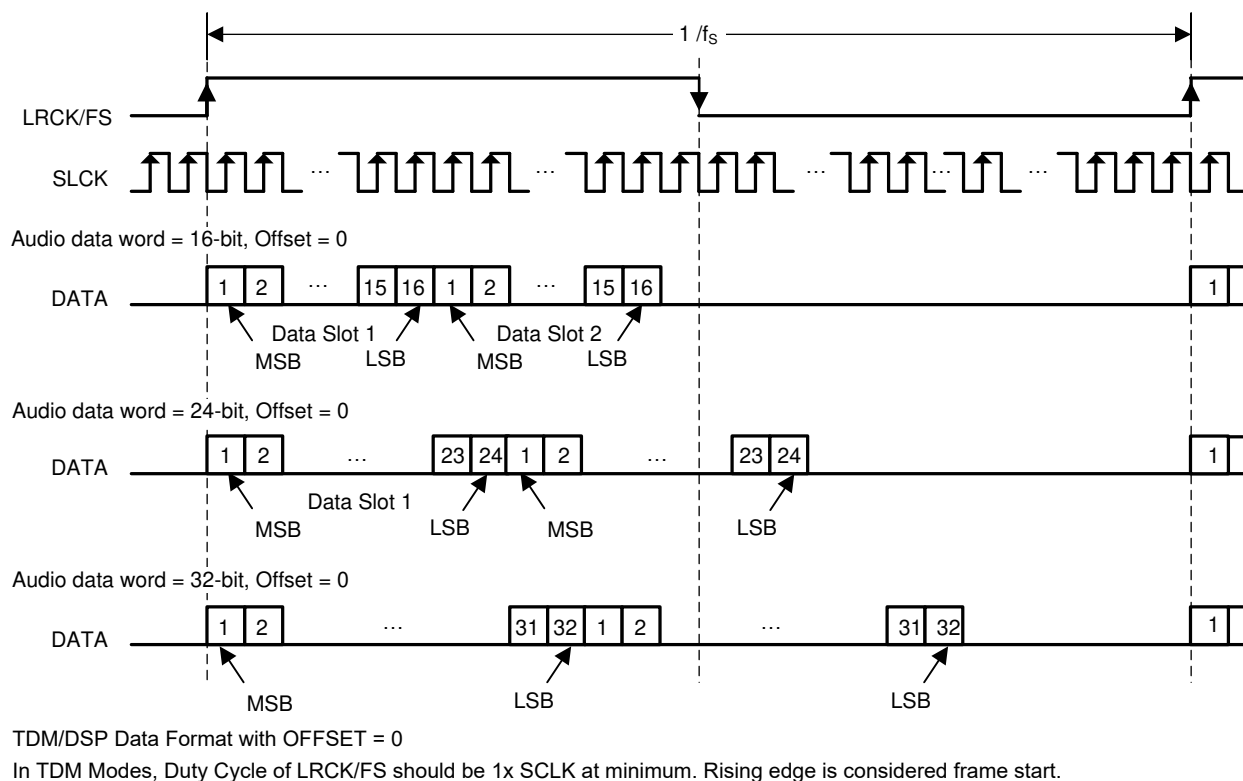 1 /fS
LRCK/FS
SLCK
… … … … …
Audio data word = 16-bit, Offset = 0
DATA 1 2 … 15 16 1 2 … 15 16 1
Data Slot 1 Data Slot 2
MSB LSB MSB LSB
Audio data word = 24-bit, Offset = 0
DATA 1 2 … 23 24 1 2 … 23 24 1
Data Slot 1
MSB LSB MSB LSB
Audio data word = 32-bit, Offset = 0
DATA 1 2 … 31 32 1 2 … 31 32 1
MSB LSB LSB
TDM/DSP Data Format with OFFSET = 0
In TDM Modes, Duty Cycle of LRCK/FS should be 1x SCLK at minimum. Rising edge is considered frame start.